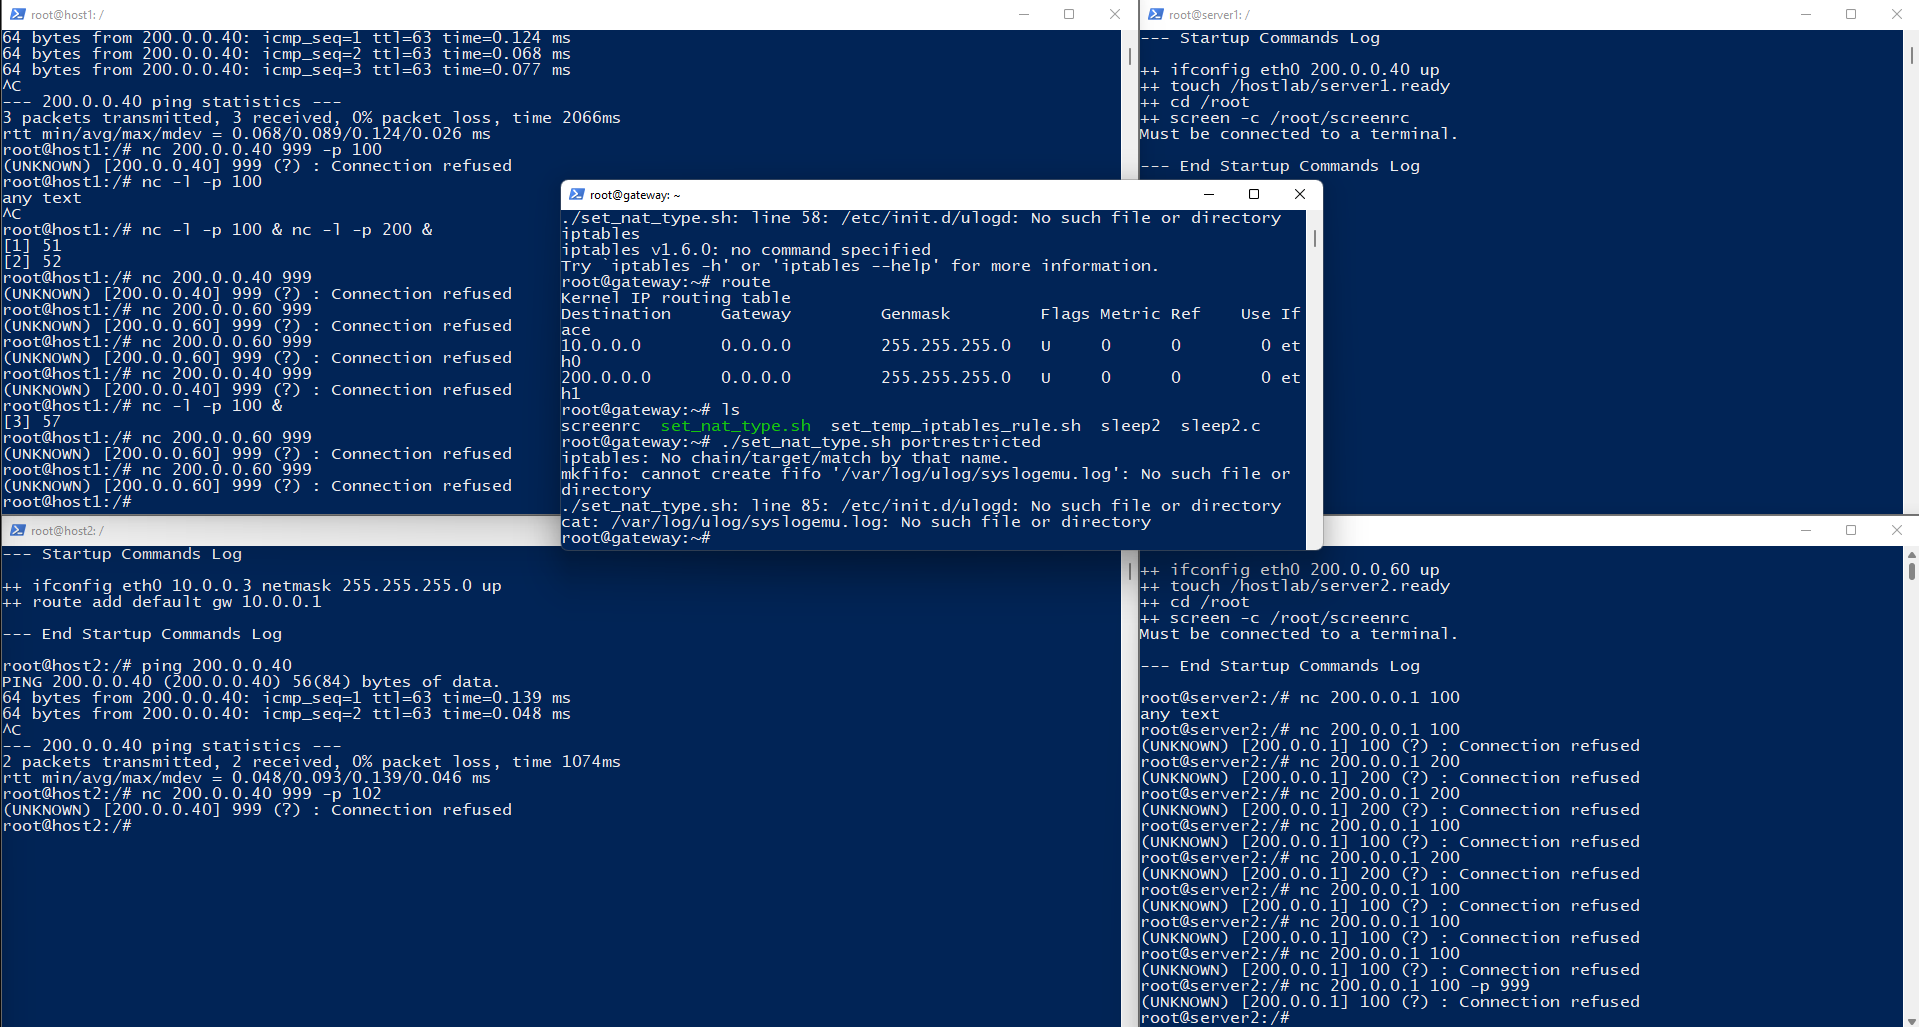 root@host1: /
64 bytes from 200.0.0.40: icmp_seq=1 ttl=63 time=0.124 ms
64 bytes from 200.0.0.40: icmp_seq=2 ttl=63 time=0.068 ms
64 bytes from 200.0.0.40: icmp_seq=3 ttl=63 time=0.077 ms
^C
--- 200.0.0.40 ping statistics ---
3 packets transmitted, 3 received, 0% packet loss, time 2066ms
rtt min/avg/max/mdev = 0.068/0.089/0.124/0.026 ms
root@host1:/# nc 200.0.0.40 999 -p 100
(UNKNOWN) [200.0.0.40] 999 (?) : Connection refused
root@host1:/# nc -l -p 100
any text
^C
root@host1:/# nc -l -p 100 & nc -l -p 200 &
[1] 51
[2] 52
root@host1:/# nc 200.0.0.40 999
(UNKNOWN) [200.0.0.40] 999 (?) : Connection refused
root@host1:/# nc 200.0.0.60 999
(UNKNOWN) [200.0.0.60] 999 (?) : Connection refused
root@host1:/# nc 200.0.0.60 999
(UNKNOWN) [200.0.0.60] 999 (?) : Connection refused
root@host1:/# nc 200.0.0.40 999
(UNKNOWN) [200.0.0.40] 999 (?) : Connection refused
root@host1:/# nc -l -p 100 &
[3] 57
root@host1:/# nc 200.0.0.60 999
(UNKNOWN) [200.0.0.60] 999 (?) : Connection refused
root@host1:/# nc 200.0.0.60 999
(UNKNOWN) [200.0.0.60] 999 (?) : Connection refused
root@host1:/#
root@server1: /
--- Startup Commands Log
++ ifconfig eth0 200.0.0.40 up
++ touch /hostlab/server1.ready
++ cd /root
++ screen -c /root/screenrc
Must be connected to a terminal.
--- End Startup Commands Log
root@gateway: ~
./set_nat_type.sh: line 58: /etc/init.d/ulogd: No such file or directory
iptables
iptables v1.6.0: no command specified
Try `iptables -h' or 'iptables --help' for more information.
root@gateway:~# route
Kernel IP routing table
Destination     Gateway         Genmask         Flags Metric Ref    Use If
ace
10.0.0.0        0.0.0.0         255.255.255.0   U     0      0        0 et
h0
200.0.0.0       0.0.0.0         255.255.255.0   U     0      0        0 et
h1
root@gateway:~# ls
screenrc  set_nat_type.sh  set_temp_iptables_rule.sh  sleep2  sleep2.c
root@gateway:~# ./set_nat_type.sh portrestricted
iptables: No chain/target/match by that name.
mkfifo: cannot create fifo '/var/log/ulog/syslogemu.log': No such file or
directory
./set_nat_type.sh: line 85: /etc/init.d/ulogd: No such file or directory
cat: /var/log/ulog/syslogemu.log: No such file or directory
root@gateway:~#
root@host2: /
--- Startup Commands Log
++ ifconfig eth0 10.0.0.3 netmask 255.255.255.0 up
++ route add default gw 10.0.0.1
--- End Startup Commands Log
root@host2:/# ping 200.0.0.40
PING 200.0.0.40 (200.0.0.40) 56(84) bytes of data.
64 bytes from 200.0.0.40: icmp_seq=1 ttl=63 time=0.139 ms
64 bytes from 200.0.0.40: icmp_seq=2 ttl=63 time=0.048 ms
^C
--- 200.0.0.40 ping statistics ---
2 packets transmitted, 2 received, 0% packet loss, time 1074ms
rtt min/avg/max/mdev = 0.048/0.093/0.139/0.046 ms
root@host2:/# nc 200.0.0.40 999 -p 102
(UNKNOWN) [200.0.0.40] 999 (?) : Connection refused
root@host2:/#
++ ifconfig eth0 200.0.0.60 up
++ touch /hostlab/server2.ready
++ cd /root
++ screen -c /root/screenrc
Must be connected to a terminal.
--- End Startup Commands Log
root@server2:/# nc 200.0.0.1 100
any text
root@server2:/# nc 200.0.0.1 100
(UNKNOWN) [200.0.0.1] 100 (?) : Connection refused
root@server2:/# nc 200.0.0.1 200
(UNKNOWN) [200.0.0.1] 200 (?) : Connection refused
root@server2:/# nc 200.0.0.1 200
(UNKNOWN) [200.0.0.1] 200 (?) : Connection refused
root@server2:/# nc 200.0.0.1 100
(UNKNOWN) [200.0.0.1] 100 (?) : Connection refused
root@server2:/# nc 200.0.0.1 200
(UNKNOWN) [200.0.0.1] 200 (?) : Connection refused
root@server2:/# nc 200.0.0.1 100
(UNKNOWN) [200.0.0.1] 100 (?) : Connection refused
root@server2:/# nc 200.0.0.1 100
(UNKNOWN) [200.0.0.1] 100 (?) : Connection refused
root@server2:/# nc 200.0.0.1 100
(UNKNOWN) [200.0.0.1] 100 (?) : Connection refused
root@server2:/# nc 200.0.0.1 100 -p 999
(UNKNOWN) [200.0.0.1] 100 (?) : Connection refused
root@server2:/#